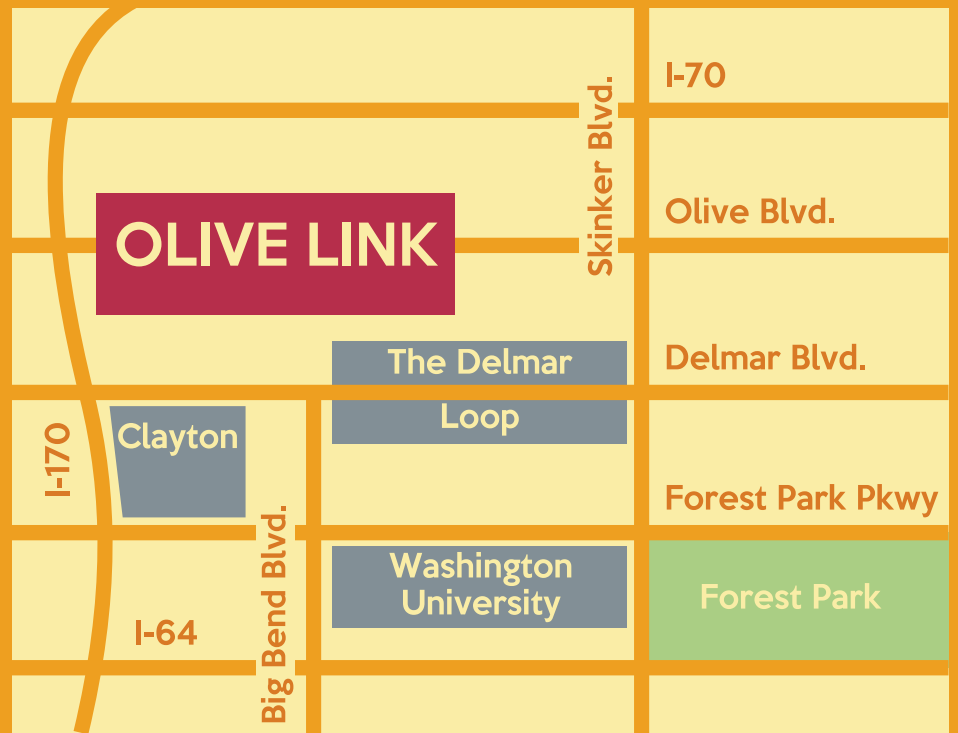 I-70
Skinker Blvd.
Olive Blvd.
OLIVE LINK
The Delmar
Loop
Delmar Blvd.
Clayton
I-170
Forest Park Pkwy
Big Bend Blvd.
Washington
University
Forest Park
I-64